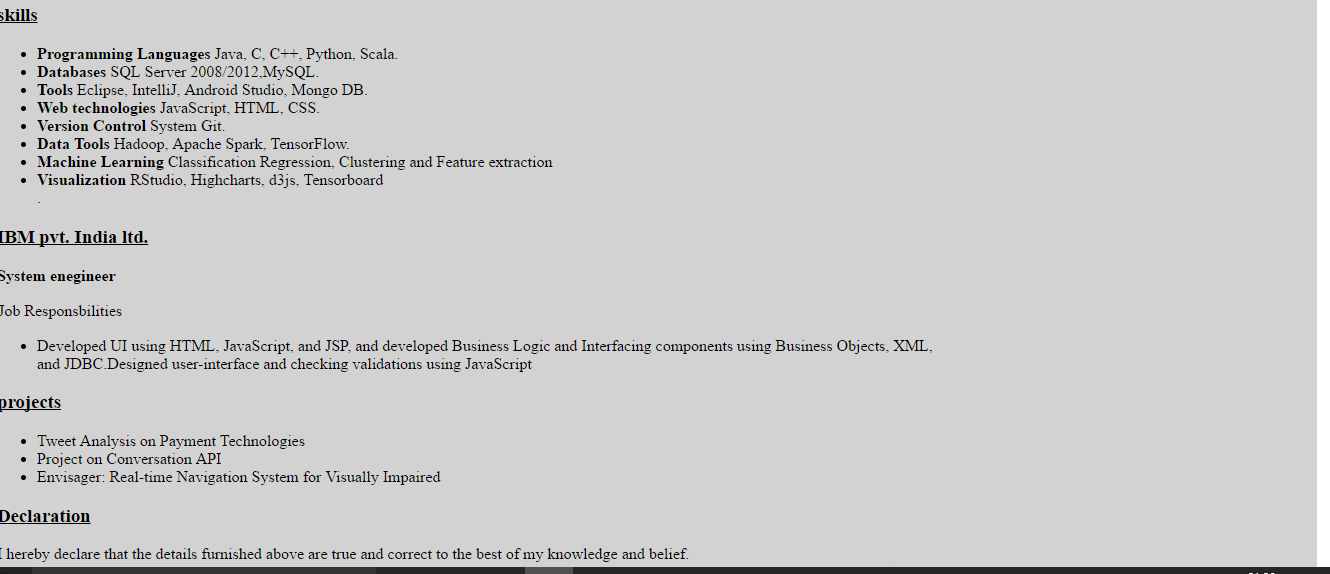 skills
Programming Languages Java, C, C++, Python, Scala.
Databases SQL Server 2008/2012,MySQL.
Tools Eclipse, IntelliJ, Android Studio, Mongo DB.
Web technologies JavaScript, HTML, CSS.
Version Control System Git.
Data Tools Hadoop, Apache Spark, TensorFlow.
Machine Learning Classification Regression, Clustering and Feature extraction
Visualization RStudio, Highcharts, d3js, Tensorboard
.
IBM pvt. India ltd.
System enegineer
Job Responsbilities
Developed UI using HTML, JavaScript, and JSP, and developed Business Logic and Interfacing components using Business Objects, XML,
and JDBC.Designed user-interface and checking validations using JavaScript
projects
Tweet Analysis on Payment Technologies
Project on Conversation API
Envisager: Real-time Navigation System for Visually Impaired
Declaration
I hereby declare that the details furnished above are true and correct to the best of my knowledge and belief.